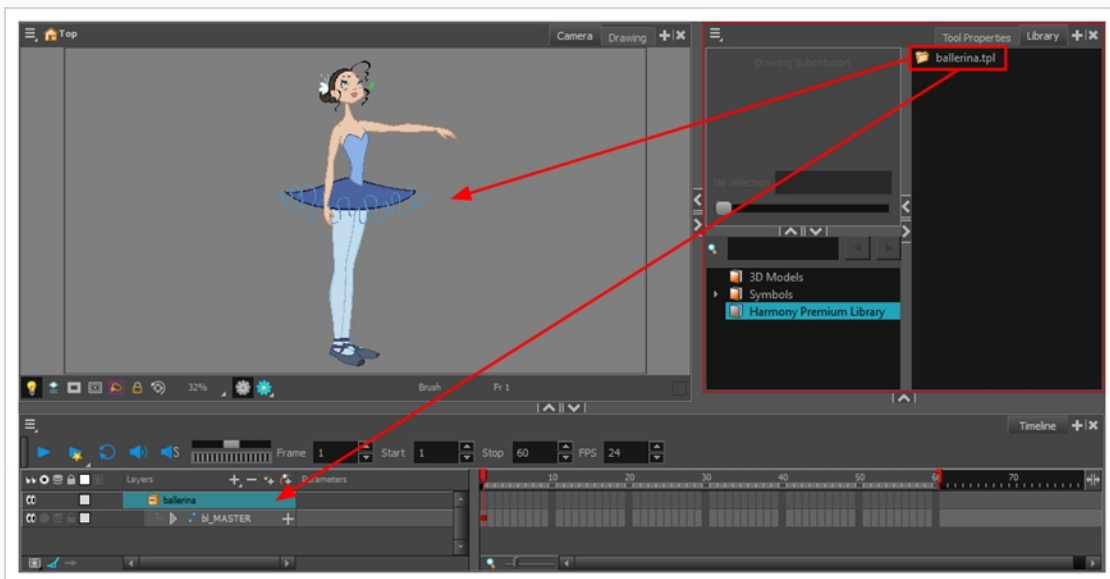 Top
Camera
Drawing
Tool Properties
Library
Drawing Substitution
ballerina.tpl
No selection
3D Models
Symbols
Harmony Premium Library
32%
Brush
Fr 1
Timeline
S
Frame 1 Start 1 Stop 60 FPS 24
Layers Parameters
10 20 30 40 50 60 70
ballerina
bl_MASTER